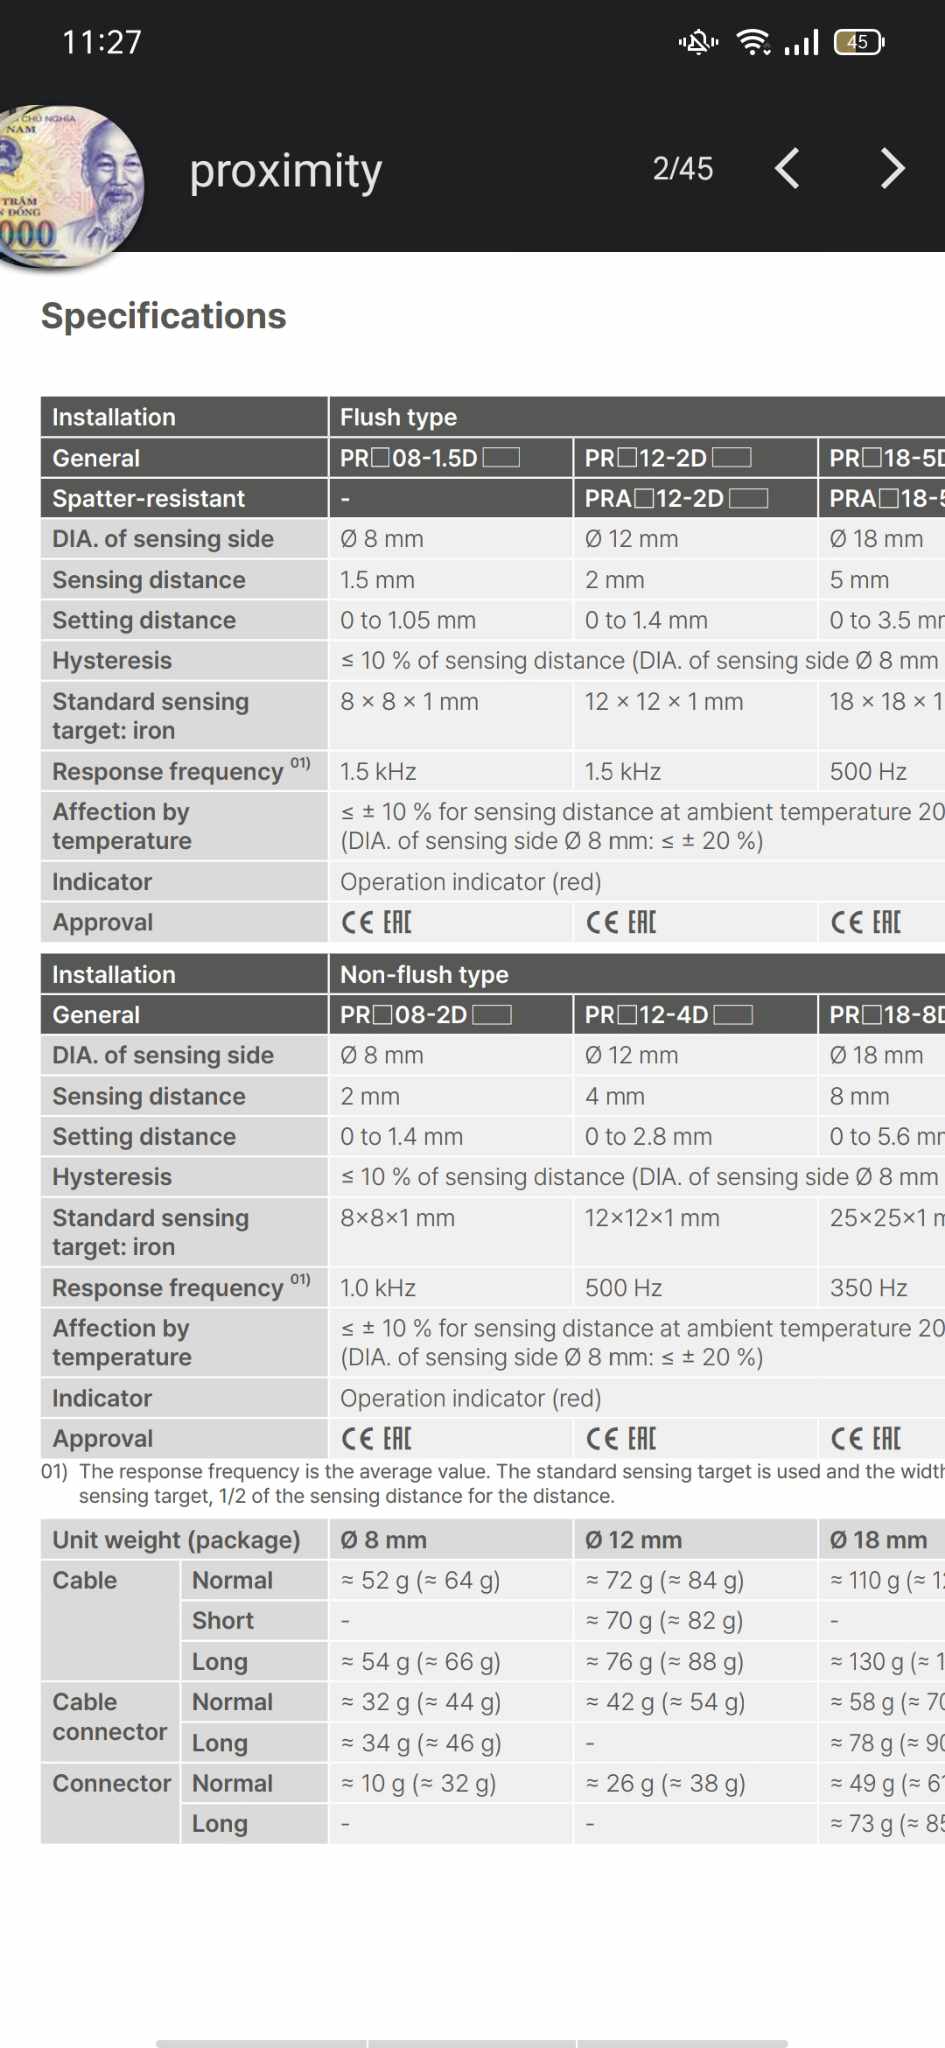 11:27
45
CHỦ NGHĨA
NAM
TRĂM
ĐỒNG
000
proximity
2/45
Specifications
Installation Flush type
General PR□08-1.5D□ PR□12-2D□ PR□18-5D
Spatter-resistant - PRA□12-2D□ PRA□18-5
DIA. of sensing side Ø 8 mm Ø 12 mm Ø 18 mm
Sensing distance 1.5 mm 2 mm 5 mm
Setting distance 0 to 1.05 mm 0 to 1.4 mm 0 to 3.5 mm
Hysteresis ≤ 10 % of sensing distance (DIA. of sensing side Ø 8 mm
Standard sensing 8 × 8 × 1 mm 12 × 12 × 1 mm 18 × 18 × 1
target: iron
Response frequency 01) 1.5 kHz 1.5 kHz 500 Hz
Affection by ≤ ± 10 % for sensing distance at ambient temperature 20
temperature (DIA. of sensing side Ø 8 mm: ≤ ± 20 %)
Indicator Operation indicator (red)
Approval CE EAC CE EAC CE EAC
Installation Non-flush type
General PR□08-2D□ PR□12-4D□ PR□18-8D
DIA. of sensing side Ø 8 mm Ø 12 mm Ø 18 mm
Sensing distance 2 mm 4 mm 8 mm
Setting distance 0 to 1.4 mm 0 to 2.8 mm 0 to 5.6 mm
Hysteresis ≤ 10 % of sensing distance (DIA. of sensing side Ø 8 mm
Standard sensing 8×8×1 mm 12×12×1 mm 25×25×1 m
target: iron
Response frequency 01) 1.0 kHz 500 Hz 350 Hz
Affection by ≤ ± 10 % for sensing distance at ambient temperature 20
temperature (DIA. of sensing side Ø 8 mm: ≤ ± 20 %)
Indicator Operation indicator (red)
Approval CE EAC CE EAC CE EAC
01) The response frequency is the average value. The standard sensing target is used and the width
sensing target, 1/2 of the sensing distance for the distance.
Unit weight (package) Ø 8 mm Ø 12 mm Ø 18 mm
Cable Normal ≈ 52 g (≈ 64 g) ≈ 72 g (≈ 84 g) ≈ 110 g (≈ 12
Short - ≈ 70 g (≈ 82 g) -
Long ≈ 54 g (≈ 66 g) ≈ 76 g (≈ 88 g) ≈ 130 g (≈ 1
Cable Normal ≈ 32 g (≈ 44 g) ≈ 42 g (≈ 54 g) ≈ 58 g (≈ 70
connector Long ≈ 34 g (≈ 46 g) - ≈ 78 g (≈ 90
Connector Normal ≈ 10 g (≈ 32 g) ≈ 26 g (≈ 38 g) ≈ 49 g (≈ 61
Long - - ≈ 73 g (≈ 85